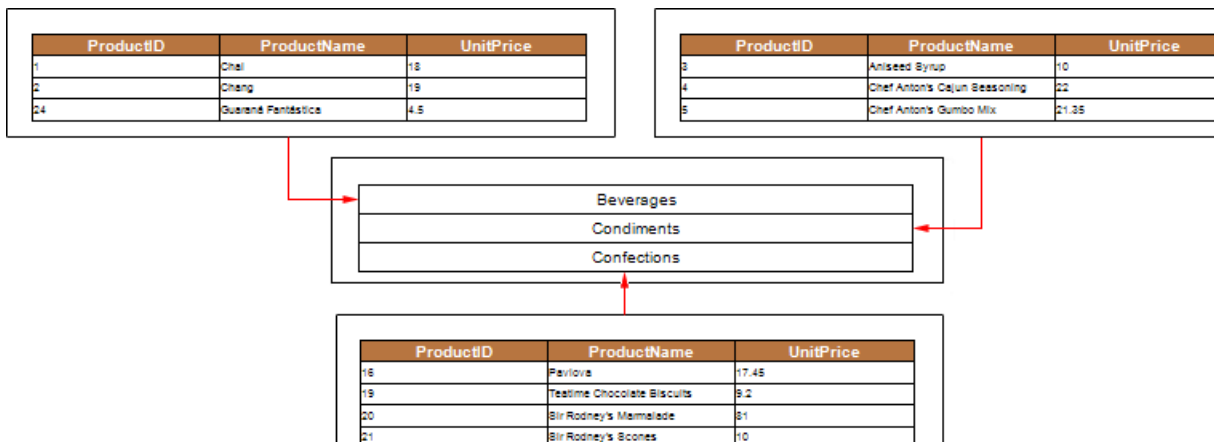 ProductID ProductName UnitPrice
1 Chai 18
2 Chang 19
24 Guaraná Fantástica 4.5
ProductID ProductName UnitPrice
3 Aniseed Syrup 10
4 Chef Anton's Cajun Seasoning 22
5 Chef Anton's Gumbo Mix 21.35
Beverages
Condiments
Confections
ProductID ProductName UnitPrice
16 Pavlova 17.45
19 Teatime Chocolate Biscuits 9.2
20 Sir Rodney's Marmalade 81
21 Sir Rodney's Scones 10